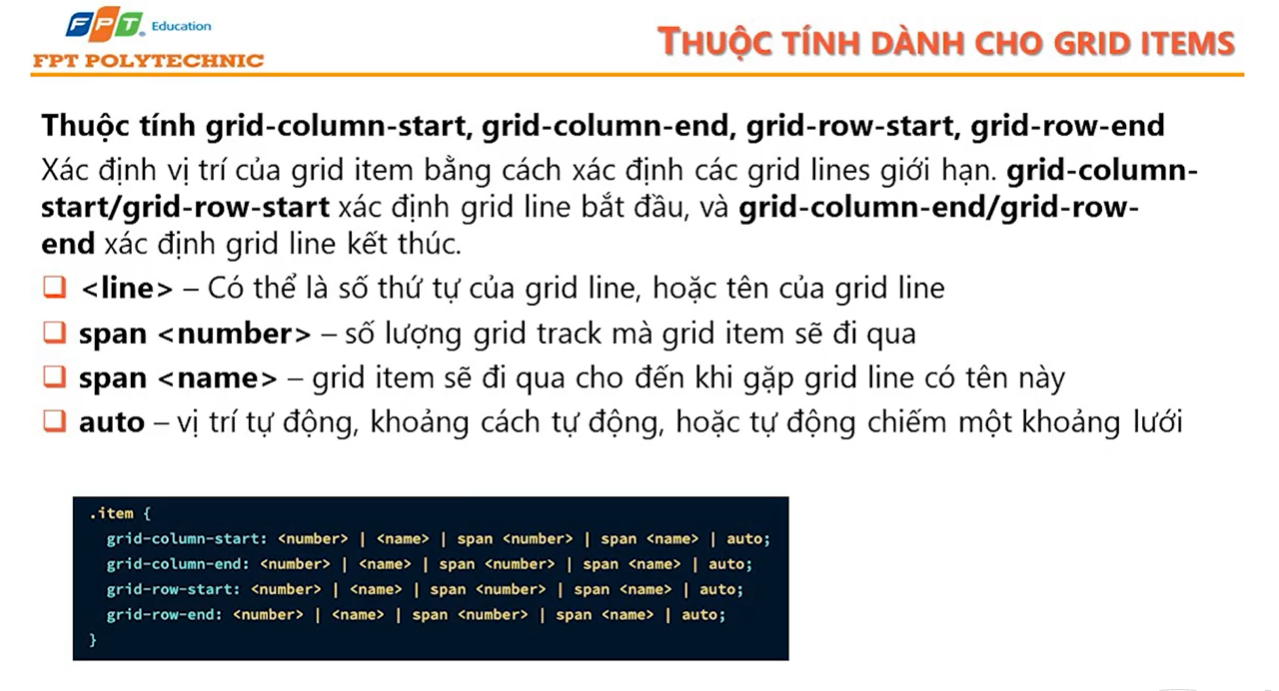 FPT Education
FPT POLYTECHNIC
THUỘC TÍNH DÀNH CHO GRID ITEMS
Thuộc tính grid-column-start, grid-column-end, grid-row-start, grid-row-end
Xác định vị trí của grid item bằng cách xác định các grid lines giới hạn. grid-column-
start/grid-row-start xác định grid line bắt đầu, và grid-column-end/grid-row-
end xác định grid line kết thúc.
<line> – Có thể là số thứ tự của grid line, hoặc tên của grid line
span <number> – số lượng grid track mà grid item sẽ đi qua
span <name> – grid item sẽ đi qua cho đến khi gặp grid line có tên này
auto – vị trí tự động, khoảng cách tự động, hoặc tự động chiếm một khoảng lưới
.item {
grid-column-start: <number> | <name> | span <number> | span <name> | auto;
grid-column-end: <number> | <name> | span <number> | span <name> | auto;
grid-row-start: <number> | <name> | span <number> | span <name> | auto;
grid-row-end: <number> | <name> | span <number> | span <name> | auto;
}